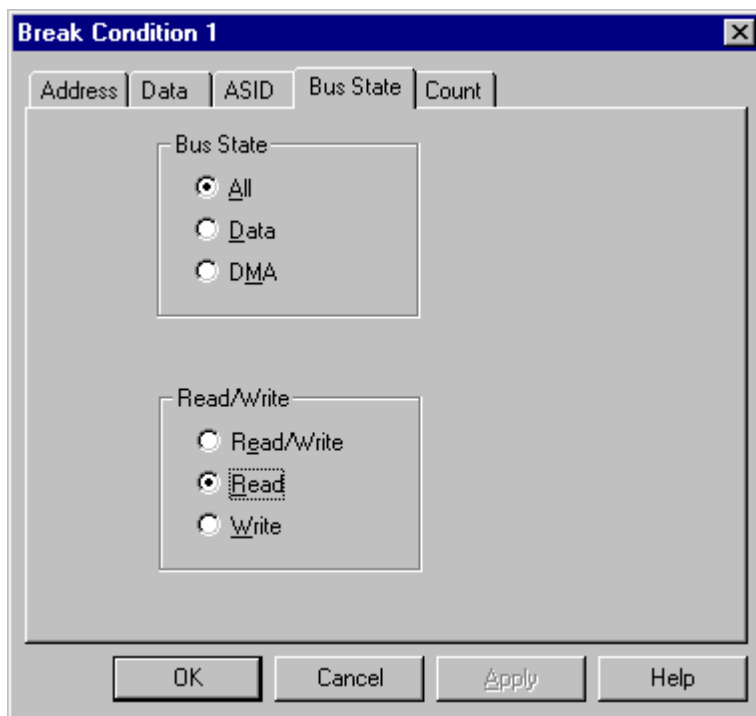 Break Condition 1
Address Data ASID Bus State Count
Bus State
All
Data
DMA
Read/Write
Read/Write
Read
Write
OK Cancel Apply Help